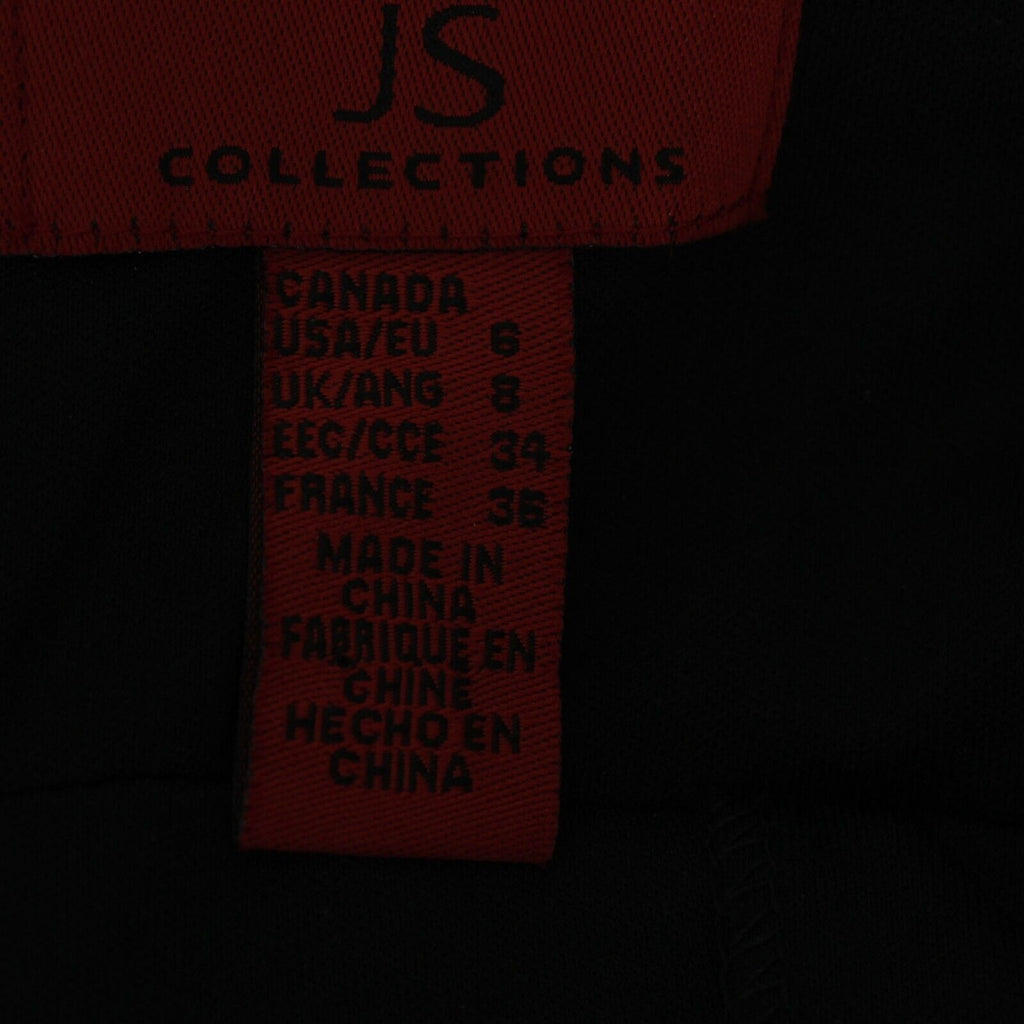 JS
COLLECTIONS
CANADA
USA/EU 6
UK/ANG 8
EEC/CCE 34
FRANCE 36
MADE IN
CHINA
FABRIQUE EN
CHINE
HECHO EN
CHINA